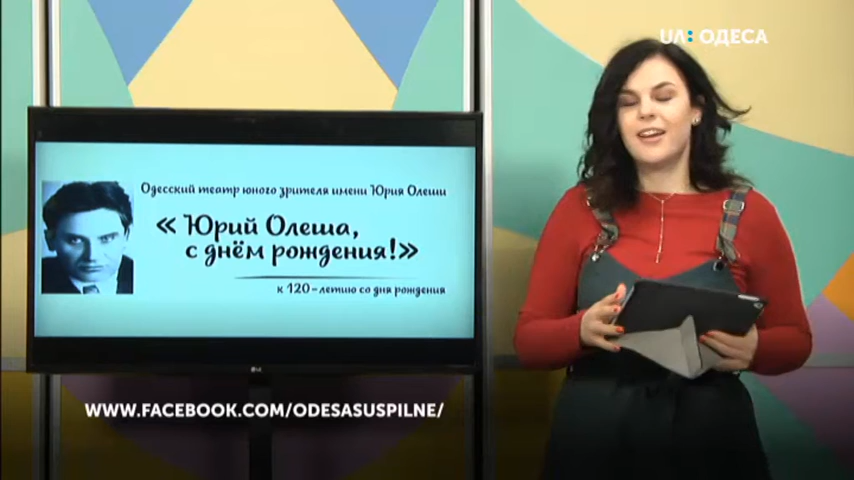 UA: ОДЕСА
Одесский театр юного зрителя имени Юрия Олеши
« Юрий Олеша,
с днём рождения!»
к 120-летию со дня рождения
LG
WWW.FACEBOOK.COM/ODESASUSPILNE/